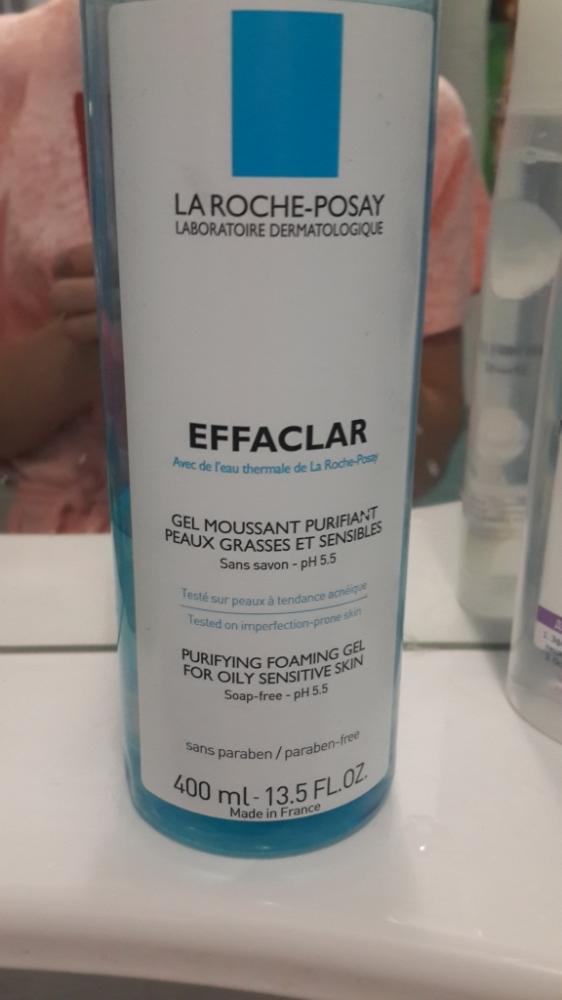 LA ROCHE-POSAY
LABORATOIRE DERMATOLOGIQUE
EFFACLAR
Avec de l'eau thermale de La Roche-Posay
GEL MOUSSANT PURIFIANT
PEAUX GRASSES ET SENSIBLES
Sans savon - pH 5.5
Testé sur peaux à tendance acnéique
Tested on imperfection-prone skin
PURIFYING FOAMING GEL
FOR OILY SENSITIVE SKIN
Soap-free - pH 5.5
sans paraben / paraben-free
400 ml - 13.5 FL.OZ.
Made in France